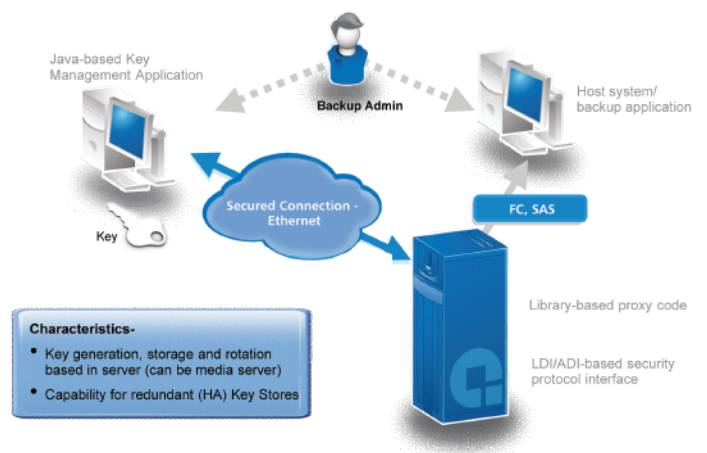 Java-based Key
Management Application
Backup Admin
Host system/
backup application
Secured Connection -
Ethernet
FC, SAS
Key
Library-based proxy code
LDI/ADI-based security
protocol interface
Characteristics-
• Key generation, storage and rotation
based in server (can be media server)
• Capability for redundant (HA) Key Stores